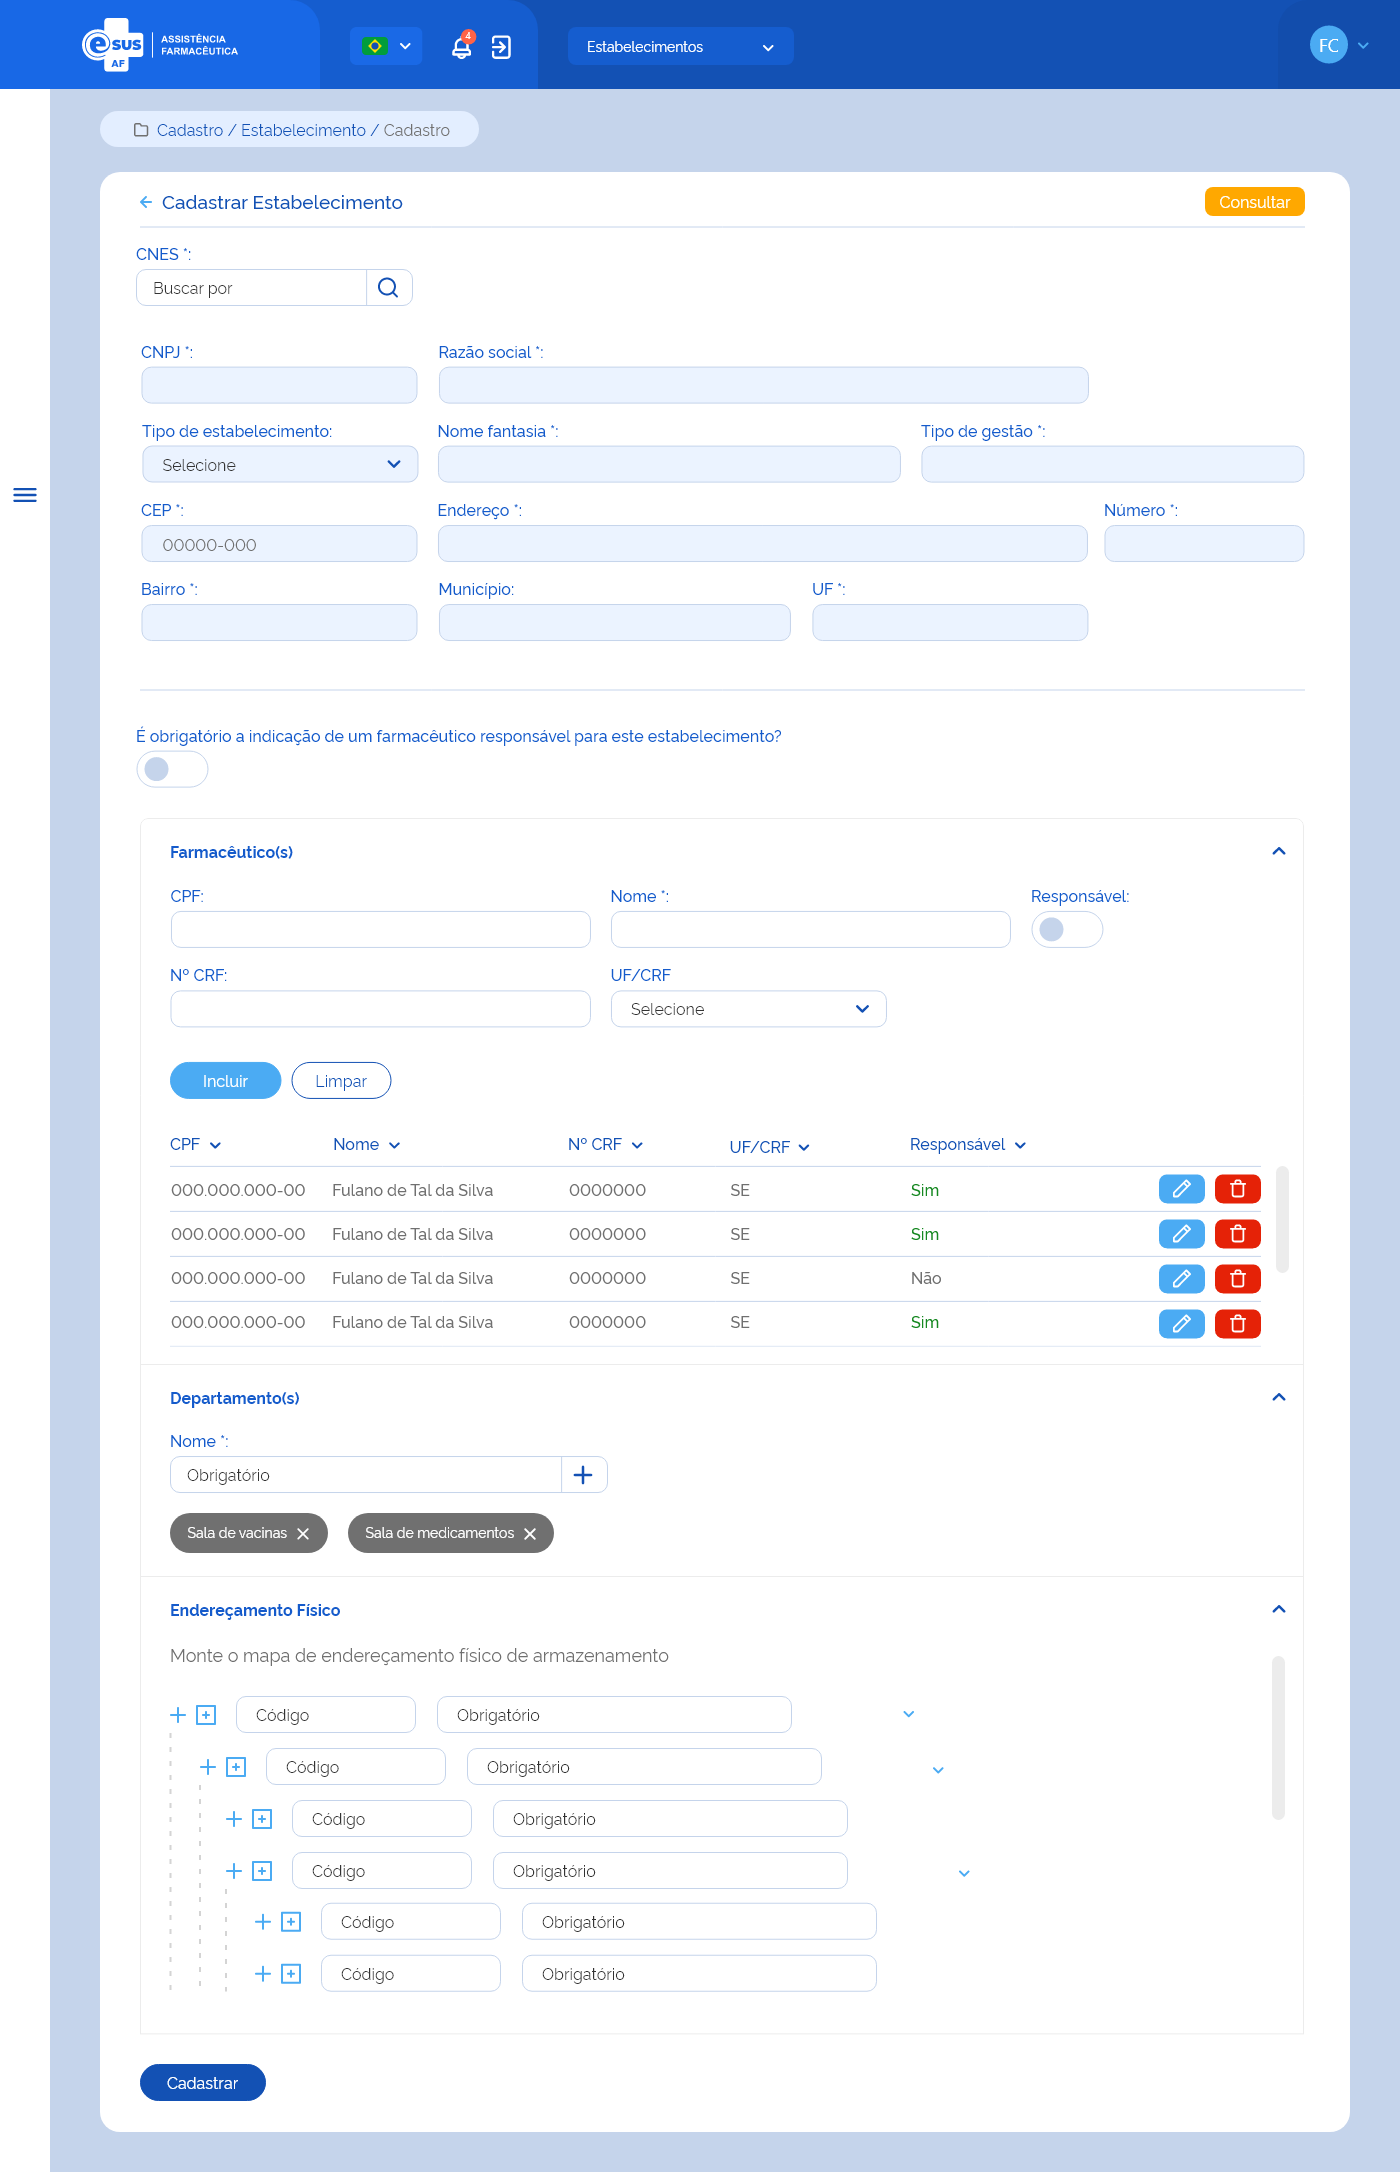 e SUS AF ASSISTÊNCIA FARMACÊUTICA
4
Estabelecimentos
FC
Cadastro / Estabelecimento / Cadastro
Cadastrar Estabelecimento
Consultar
CNES *:
Buscar por
CNPJ *: Razão social *:
Tipo de estabelecimento: Nome fantasia *: Tipo de gestão *:
Selecione
CEP *: Endereço *: Número *:
00000-000
Bairro *: Município: UF *:
É obrigatório a indicação de um farmacêutico responsável para este estabelecimento?
Farmacêutico(s)
CPF: Nome *: Responsável:
Nº CRF: UF/CRF
Selecione
Incluir Limpar
CPF Nome Nº CRF UF/CRF Responsável
000.000.000-00 Fulano de Tal da Silva 0000000 SE Sim
000.000.000-00 Fulano de Tal da Silva 0000000 SE Sim
000.000.000-00 Fulano de Tal da Silva 0000000 SE Não
000.000.000-00 Fulano de Tal da Silva 0000000 SE Sim
Departamento(s)
Nome *:
Obrigatório
Sala de vacinas Sala de medicamentos
Endereçamento Físico
Monte o mapa de endereçamento físico de armazenamento
Código Obrigatório
Código Obrigatório
Código Obrigatório
Código Obrigatório
Código Obrigatório
Código Obrigatório
Cadastrar